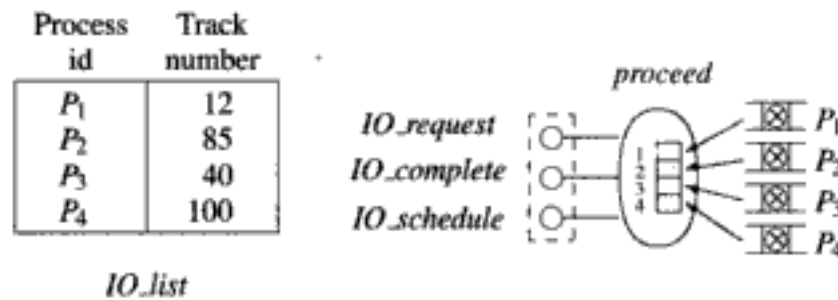 Process Track
id number
P1 12
P2 85
P3 40
P4 100
IO_list
proceed
IO_request
IO_complete
IO_schedule
1
2
3
4
P1
P2
P3
P4